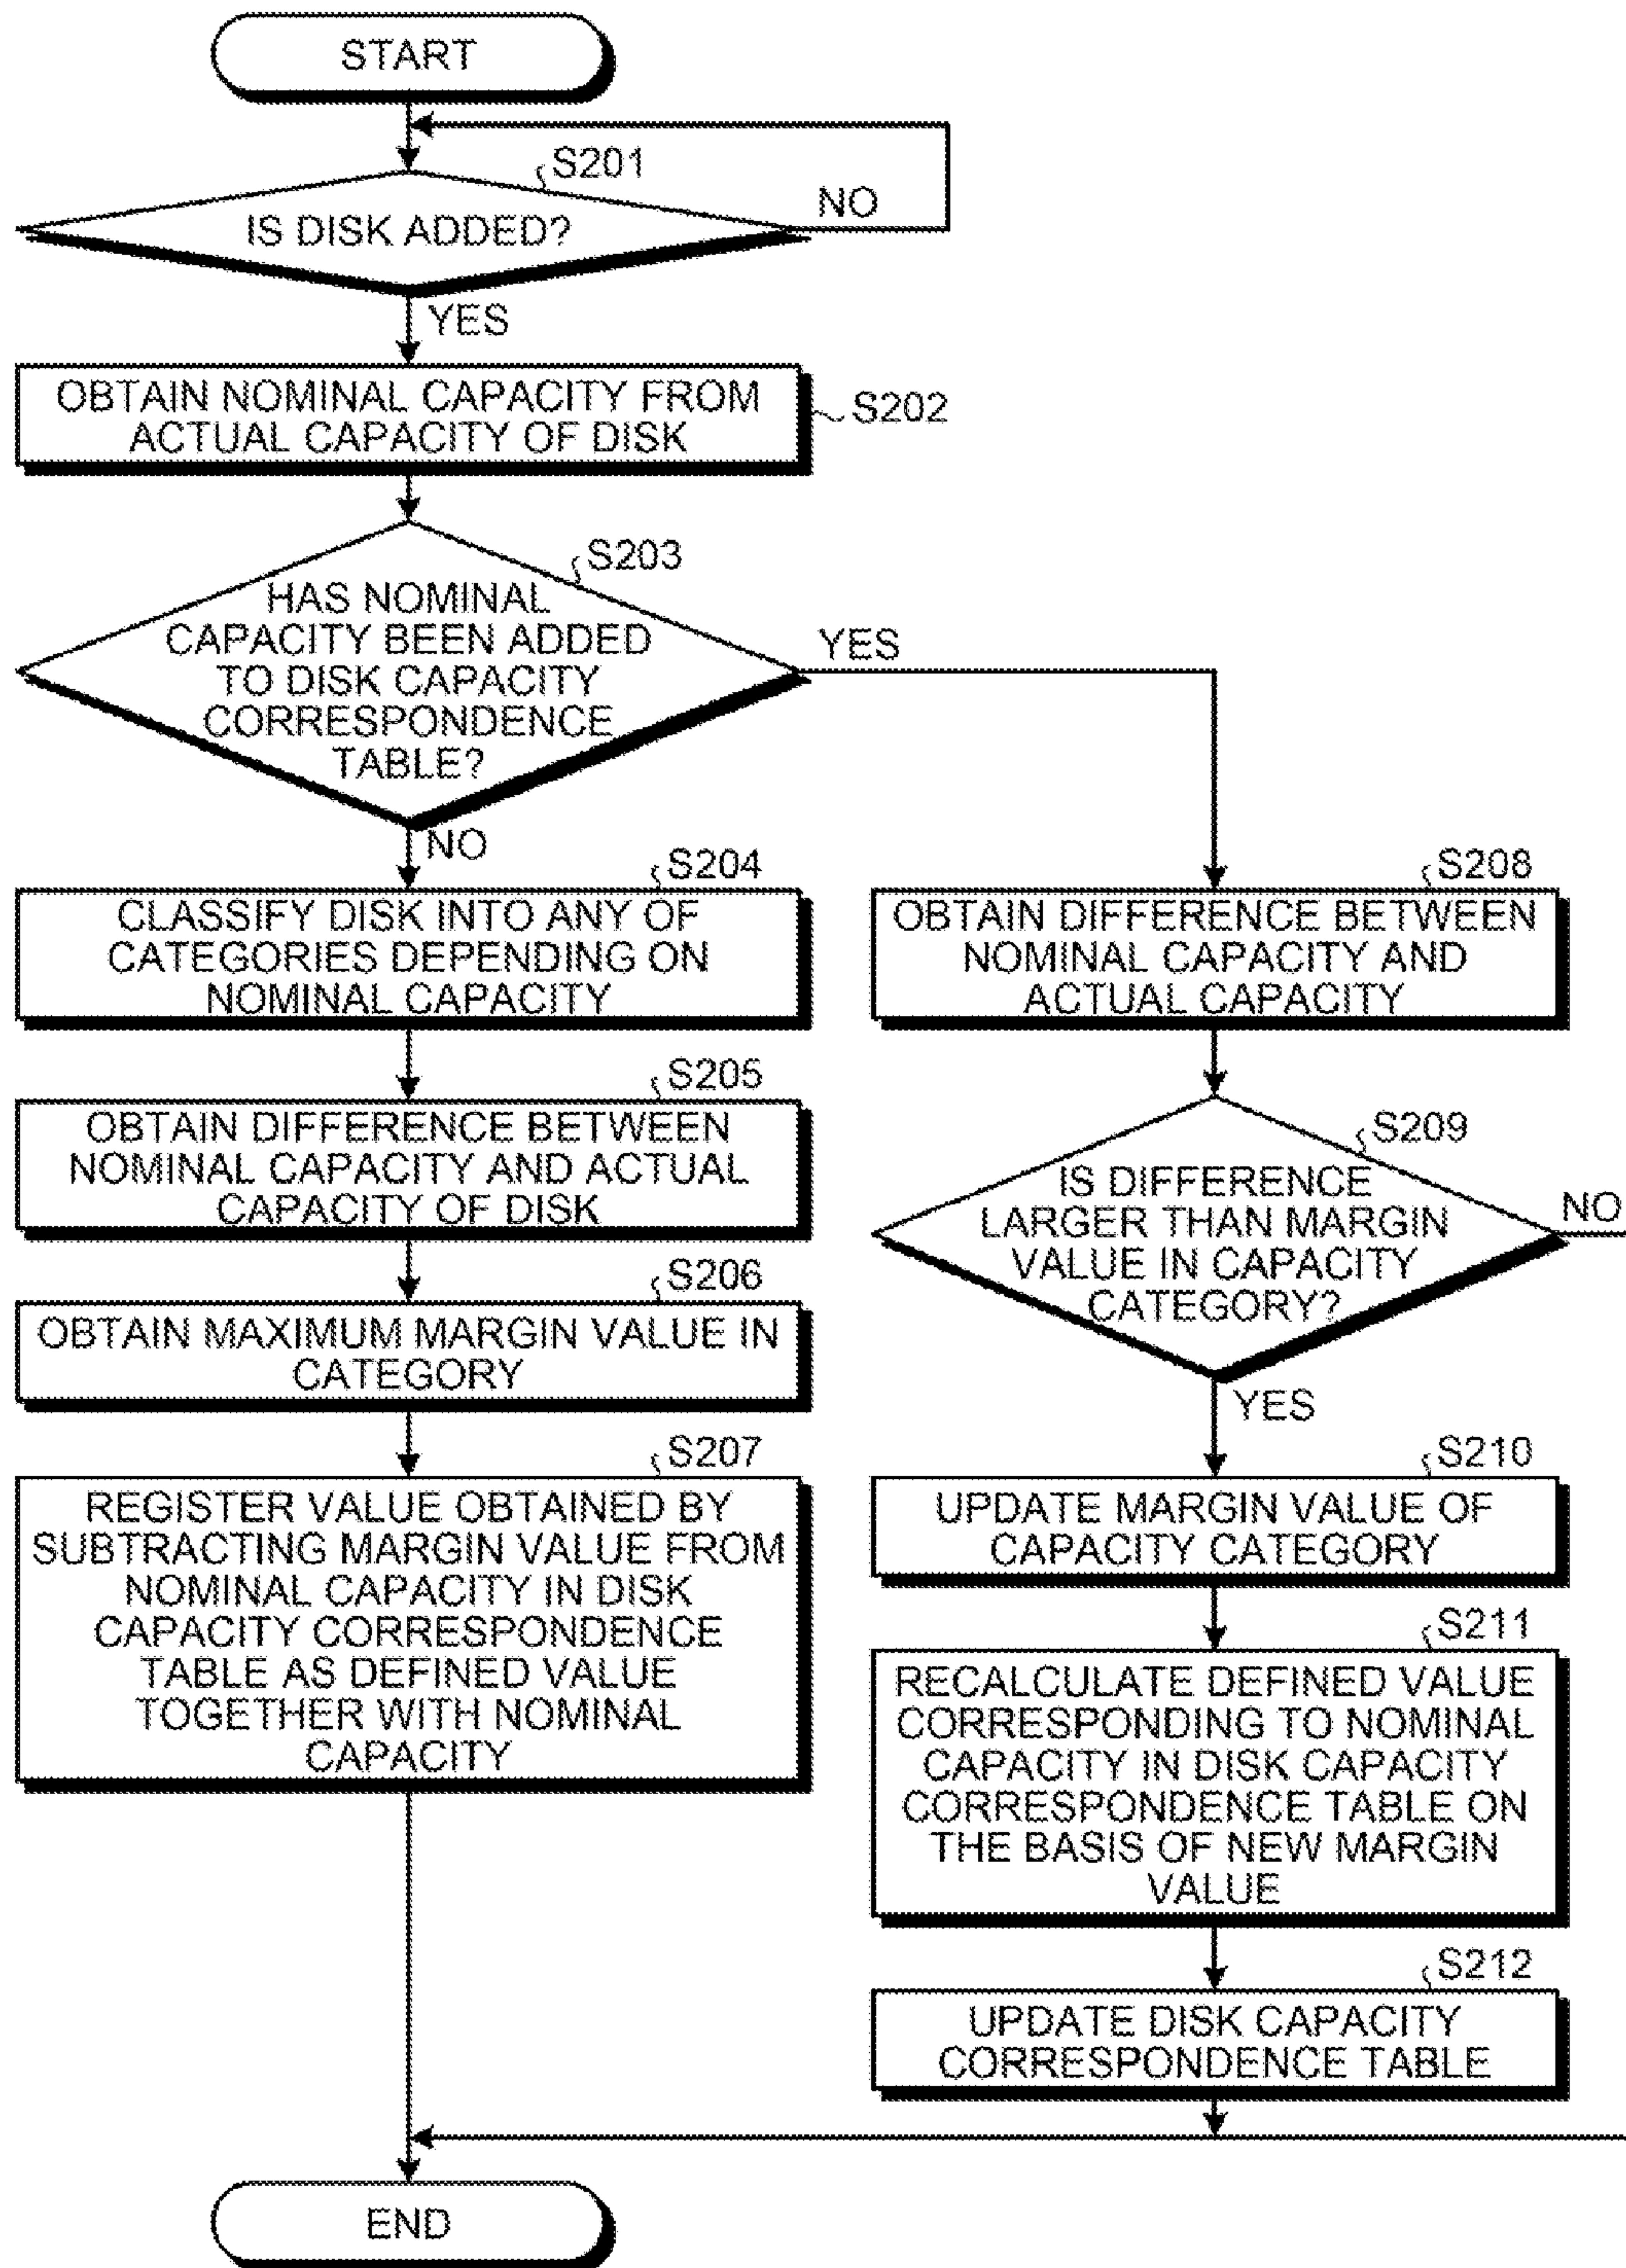 START
S201
NO
IS DISK ADDED?
YES
OBTAIN NOMINAL CAPACITY FROM
ACTUAL CAPACITY OF DISK
S202
S203
HAS NOMINAL
CAPACITY BEEN ADDED
TO DISK CAPACITY
CORRESPONDENCE
TABLE?
YES
NO
S204
CLASSIFY DISK INTO ANY OF
CATEGORIES DEPENDING ON
NOMINAL CAPACITY
S205
OBTAIN DIFFERENCE BETWEEN
NOMINAL CAPACITY AND ACTUAL
CAPACITY OF DISK
S206
OBTAIN MAXIMUM MARGIN VALUE IN
CATEGORY
S207
REGISTER VALUE OBTAINED BY
SUBTRACTING MARGIN VALUE FROM
NOMINAL CAPACITY IN DISK
CAPACITY CORRESPONDENCE
TABLE AS DEFINED VALUE
TOGETHER WITH NOMINAL
CAPACITY
S208
OBTAIN DIFFERENCE BETWEEN
NOMINAL CAPACITY AND
ACTUAL CAPACITY
S209
IS DIFFERENCE
LARGER THAN MARGIN
VALUE IN CAPACITY
CATEGORY?
NO
YES
S210
UPDATE MARGIN VALUE OF
CAPACITY CATEGORY
S211
RECALCULATE DEFINED VALUE
CORRESPONDING TO NOMINAL
CAPACITY IN DISK CAPACITY
CORRESPONDENCE TABLE ON
THE BASIS OF NEW MARGIN
VALUE
S212
UPDATE DISK CAPACITY
CORRESPONDENCE TABLE
END